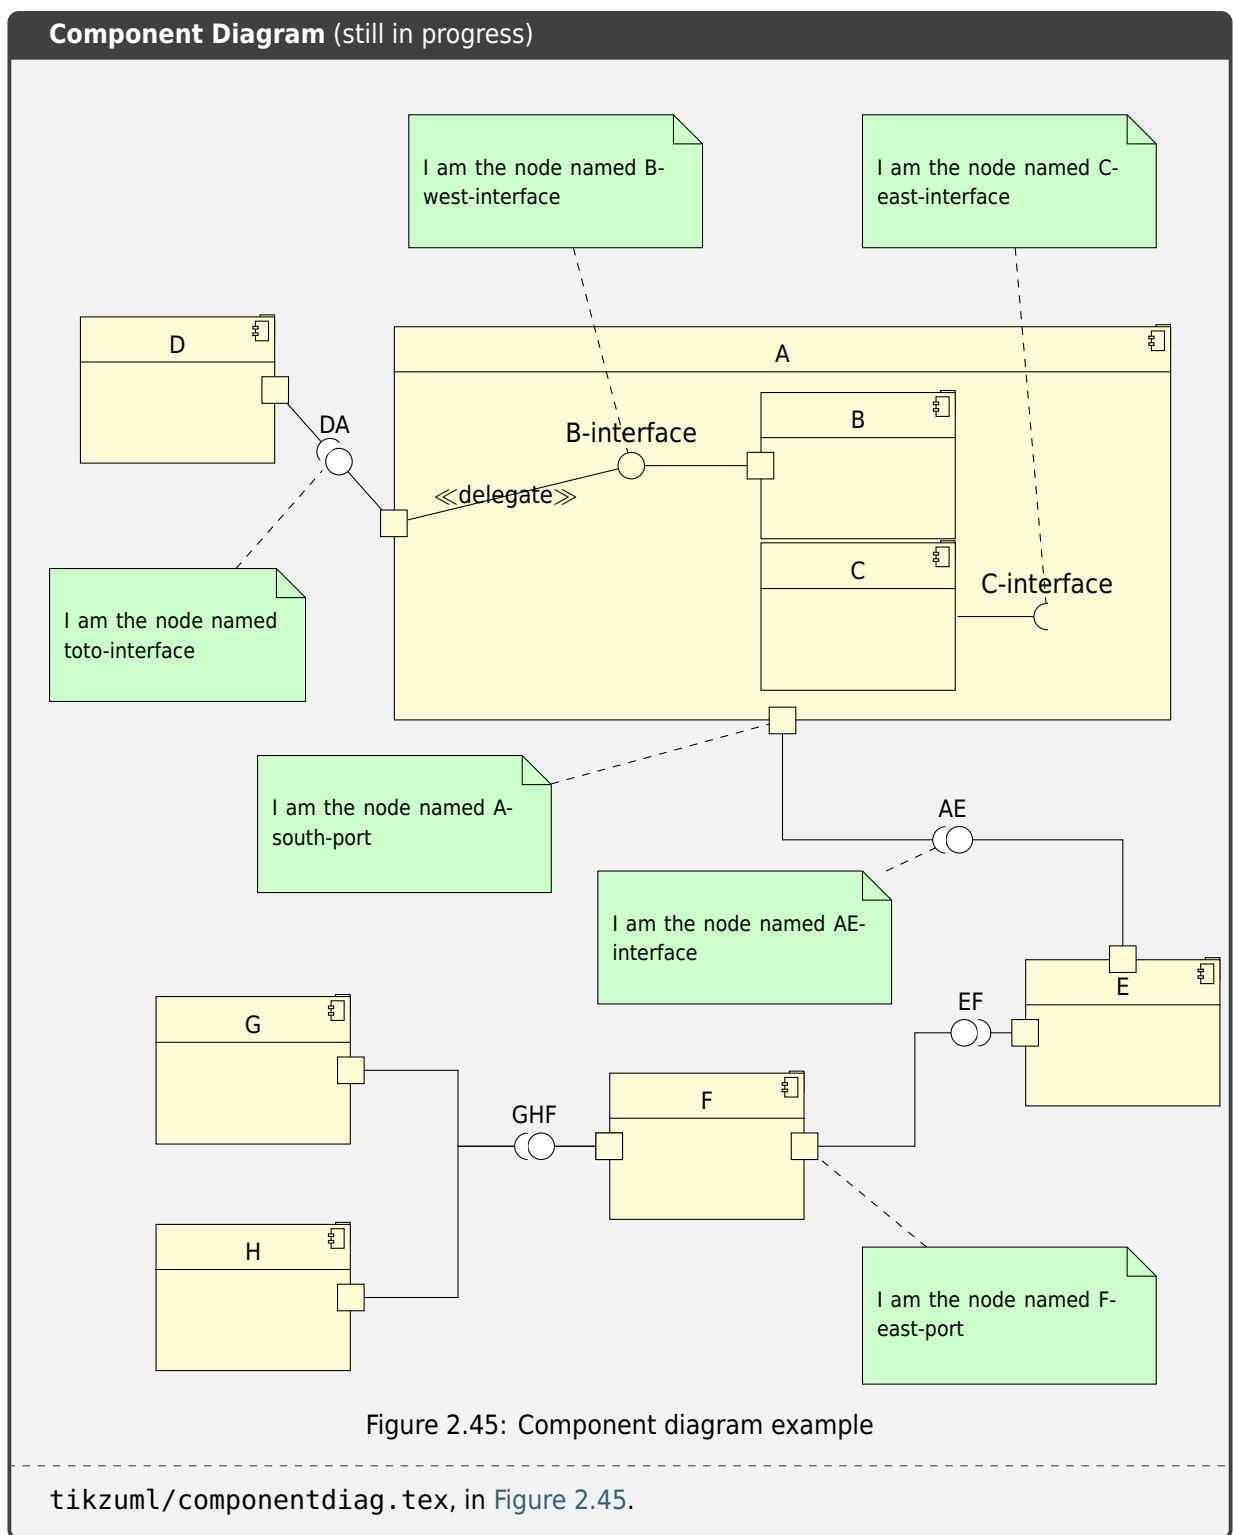 Component Diagram (still in progress)
I am the node named B-
west-interface
I am the node named C-
east-interface
D
A
B
DA
B-interface
≪delegate≫
C
C-interface
I am the node named
toto-interface
I am the node named A-
south-port
AE
I am the node named AE-
interface
E
EF
G
F
GHF
H
I am the node named F-
east-port
Figure 2.45: Component diagram example
tikzuml/componentdiag.tex, in Figure 2.45.